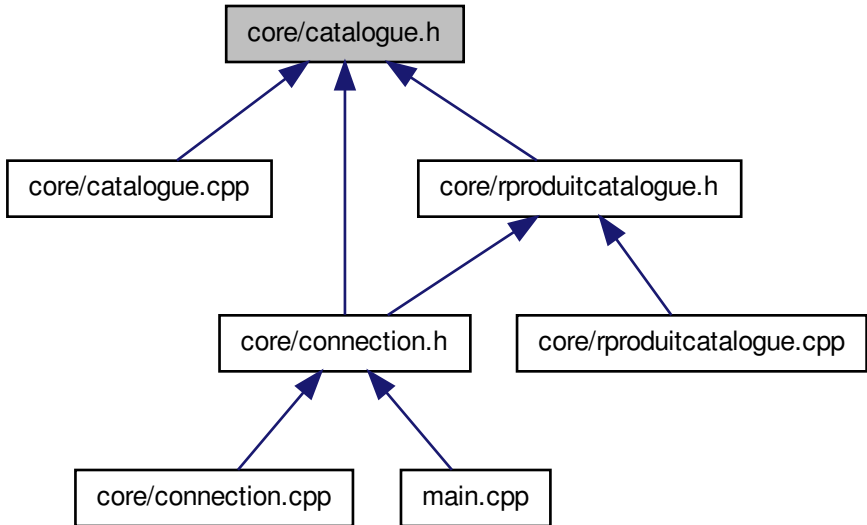 core/catalogue.h
core/catalogue.cpp
core/rproduitcatalogue.h
core/connection.h
core/rproduitcatalogue.cpp
core/connection.cpp
main.cpp